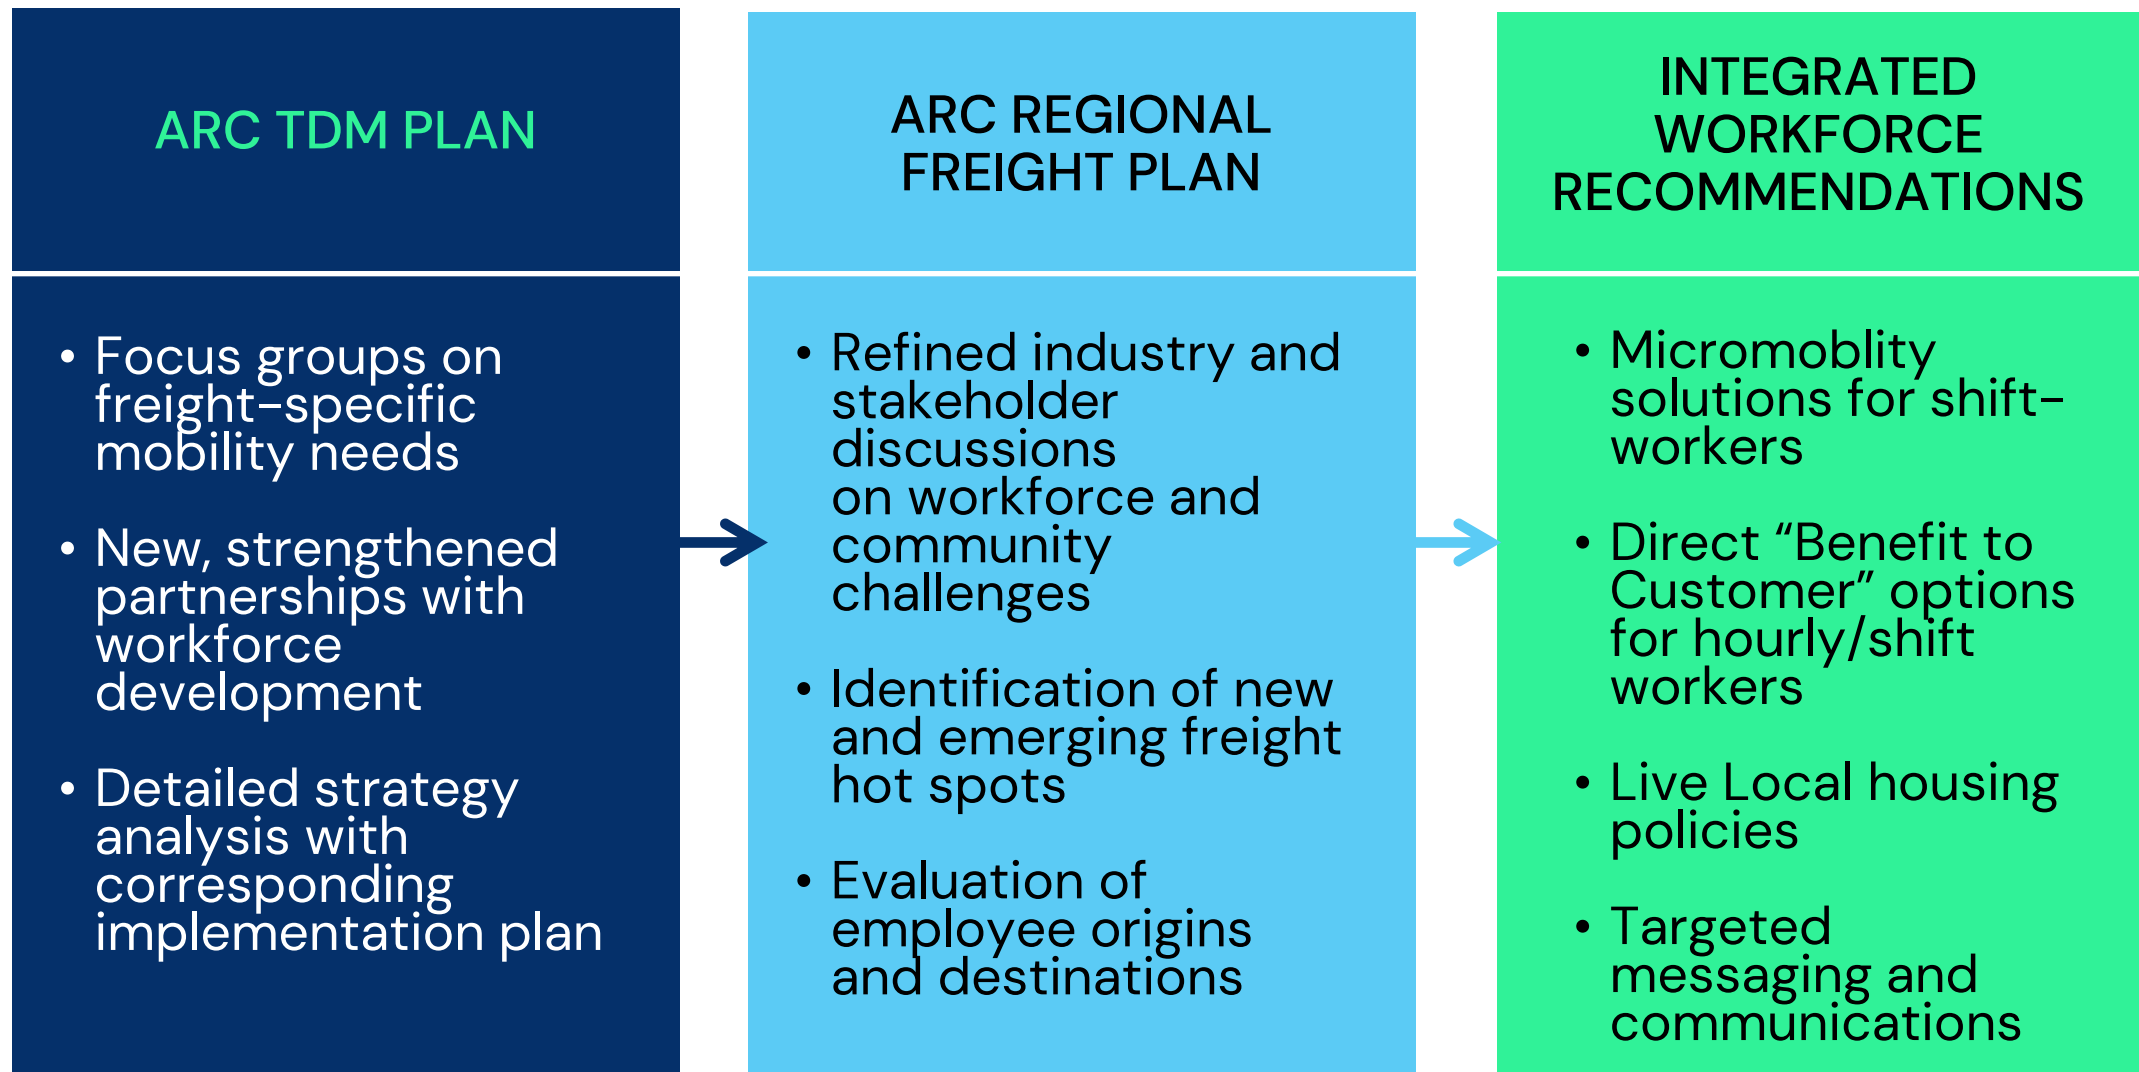 ARC TDM PLAN
• Focus groups on
freight-specific
mobility needs
• New, strengthened
partnerships with
workforce
development
• Detailed strategy
analysis with
corresponding
implementation plan
ARC REGIONAL
FREIGHT PLAN
• Refined industry and
stakeholder
discussions
on workforce and
community
challenges
• Identification of new
and emerging freight
hot spots
• Evaluation of
employee origins
and destinations
INTEGRATED
WORKFORCE
RECOMMENDATIONS
• Micromoblity
solutions for shift-
workers
• Direct “Benefit to
Customer” options
for hourly/shift
workers
• Live Local housing
policies
• Targeted
messaging and
communications